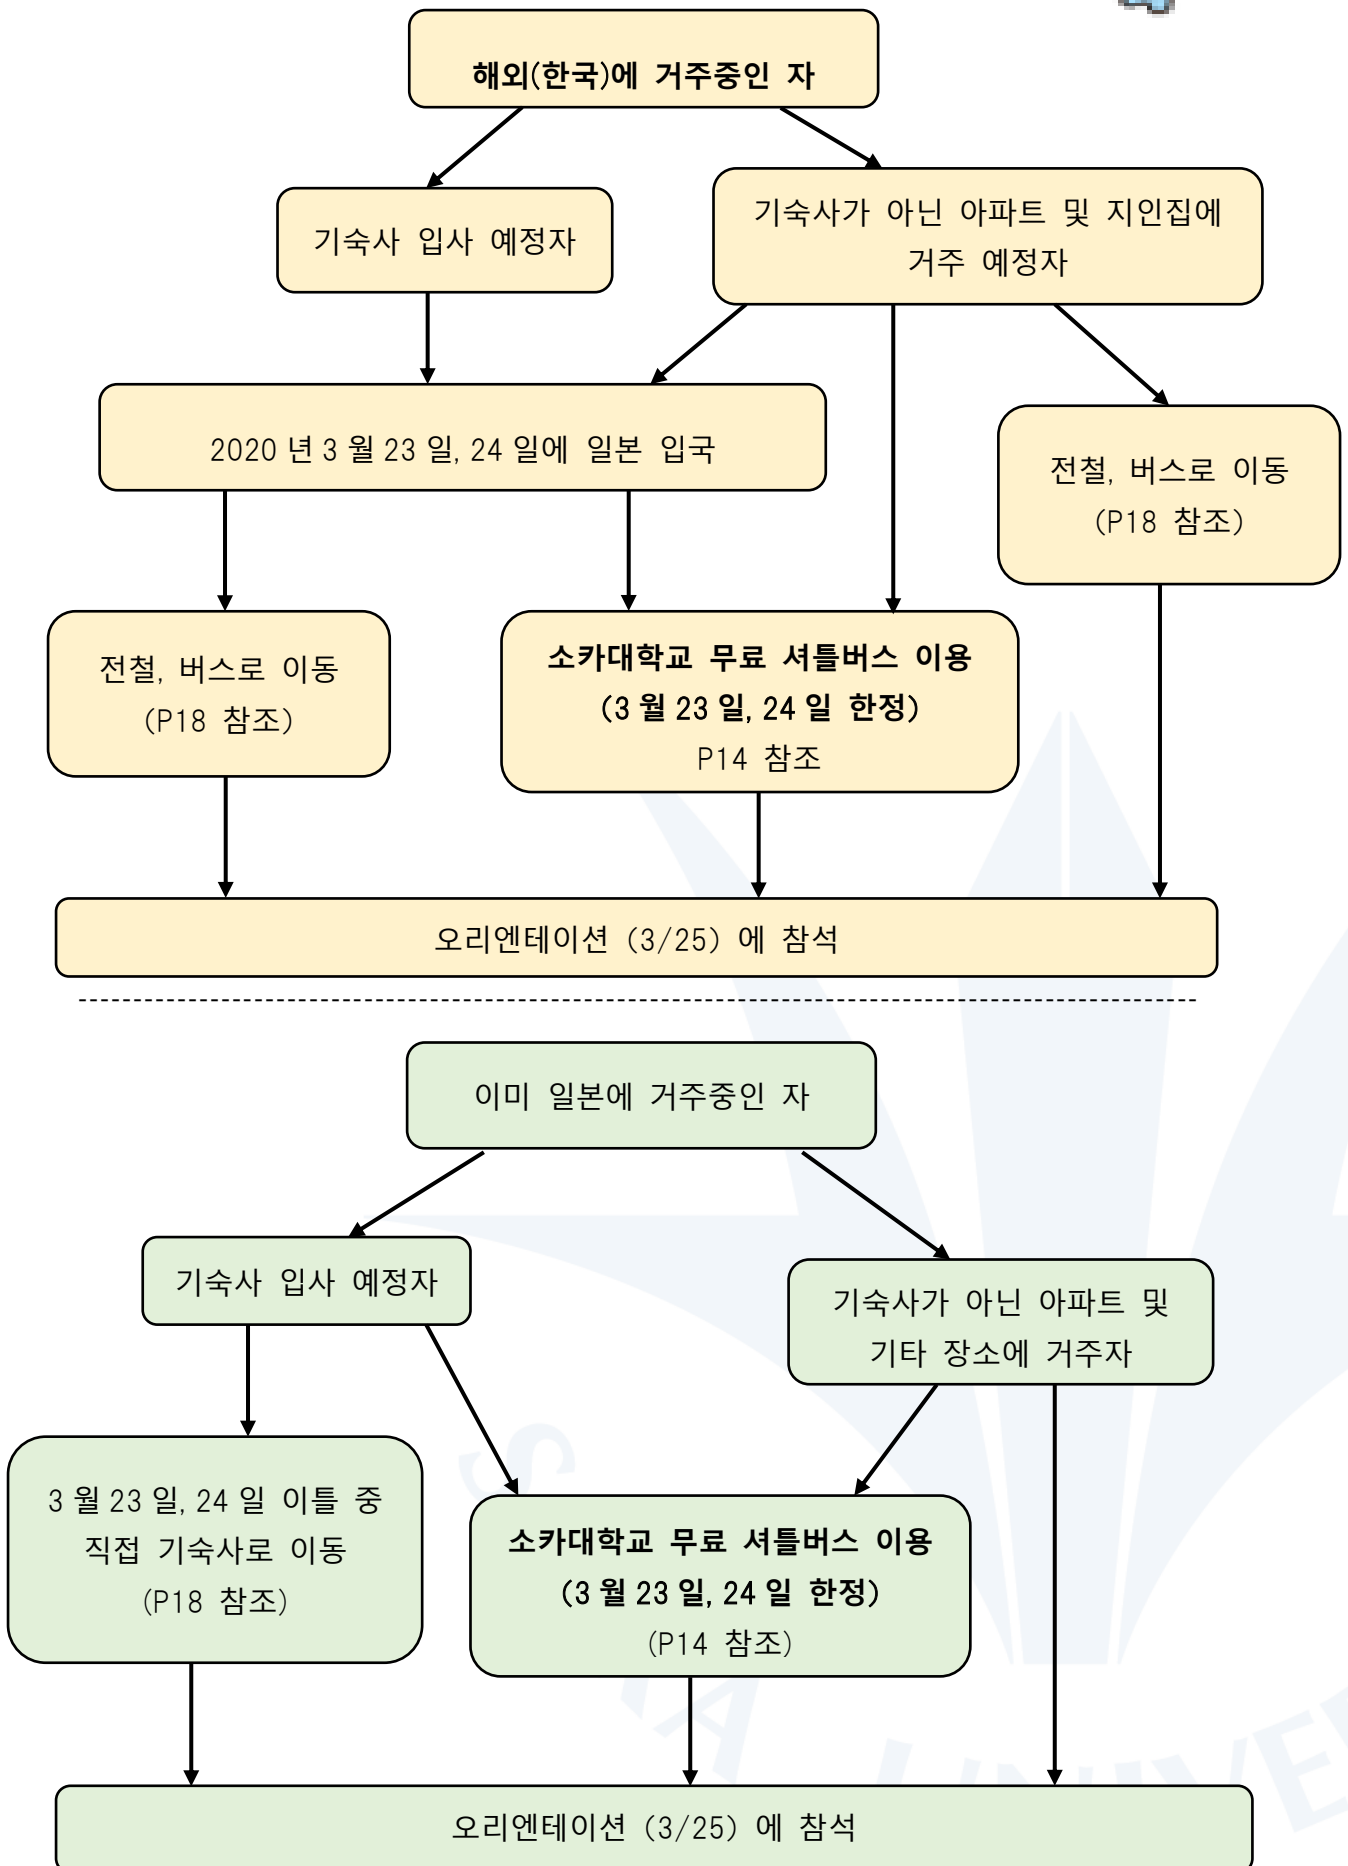 해외(한국)에 거주중인 자
기숙사 입사 예정자
기숙사가 아닌 아파트 및 지인집에
거주 예정자
2020 년 3 월 23 일, 24 일에 일본 입국
전철, 버스로 이동
(P18 참조)
전철, 버스로 이동
(P18 참조)
소카대학교 무료 셔틀버스 이용
(3 월 23 일, 24 일 한정)
P14 참조
오리엔테이션 (3/25) 에 참석
이미 일본에 거주중인 자
기숙사 입사 예정자
기숙사가 아닌 아파트 및
기타 장소에 거주자
3 월 23 일, 24 일 이틀 중
직접 기숙사로 이동
(P18 참조)
소카대학교 무료 셔틀버스 이용
(3 월 23 일, 24 일 한정)
(P14 참조)
오리엔테이션 (3/25) 에 참석